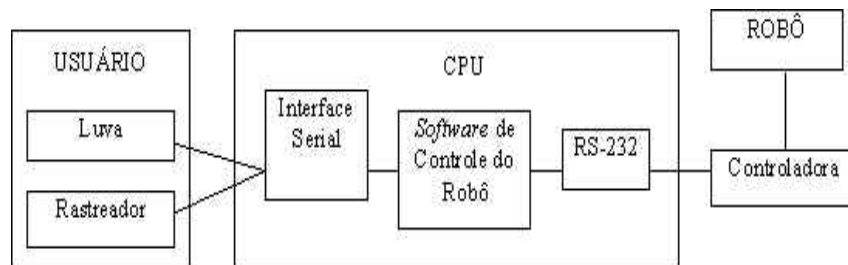 USUÁRIO
Luva
Rastreador
CPU
Interface
Serial
Software de
Controle do
Robô
RS-232
ROBÔ
Controladora